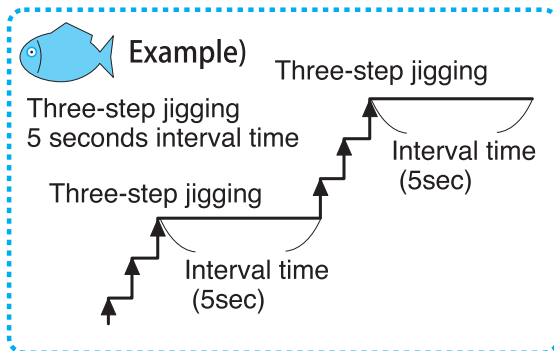 Example)
Three-step jigging
5 seconds interval time
Three-step jigging
Interval time
(5sec)
Three-step jigging
Interval time
(5sec)